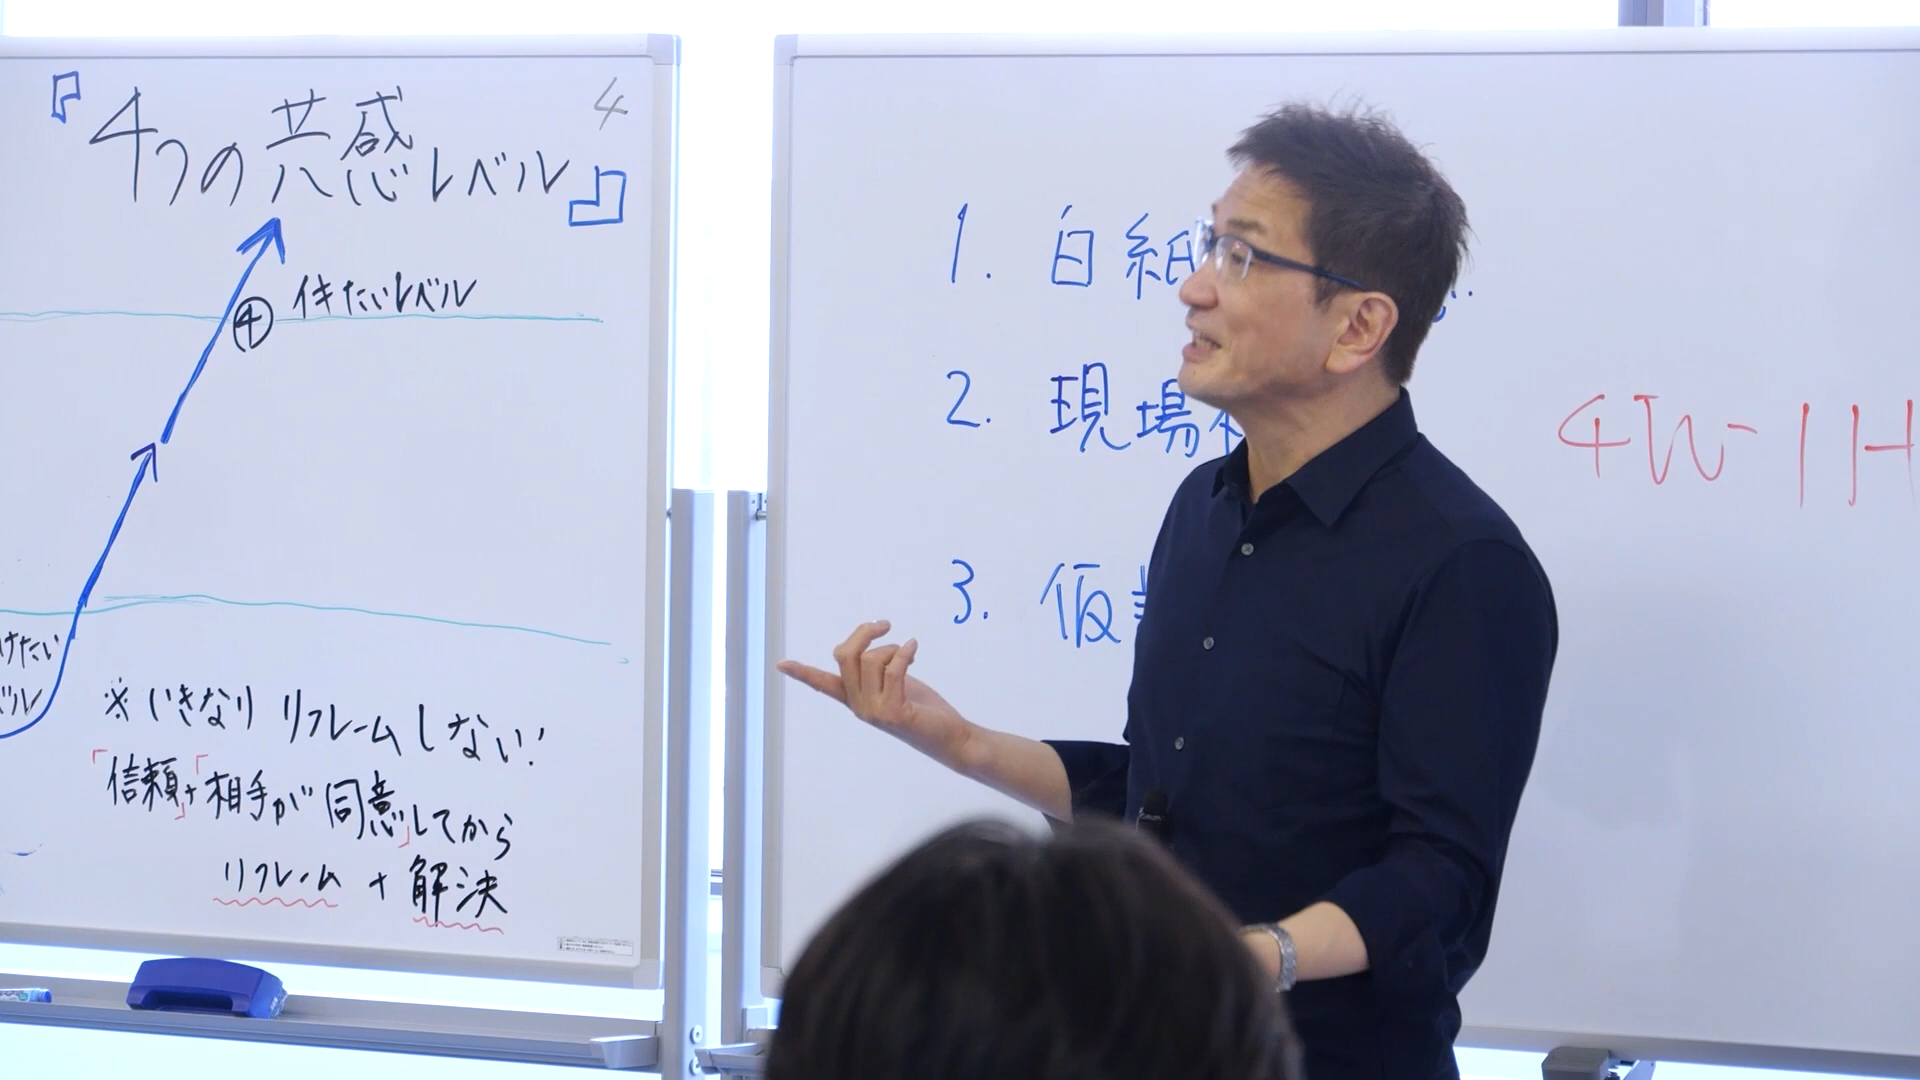 『4つの共感レベル』
4
④ 行きたいレベル
けたい
ベル
※いきなりリフレームしない!!
「信頼」+「相手が同意」してから
リフレーム + 解決
1. 白紙
2. 現場
3. 仮
4W-1H